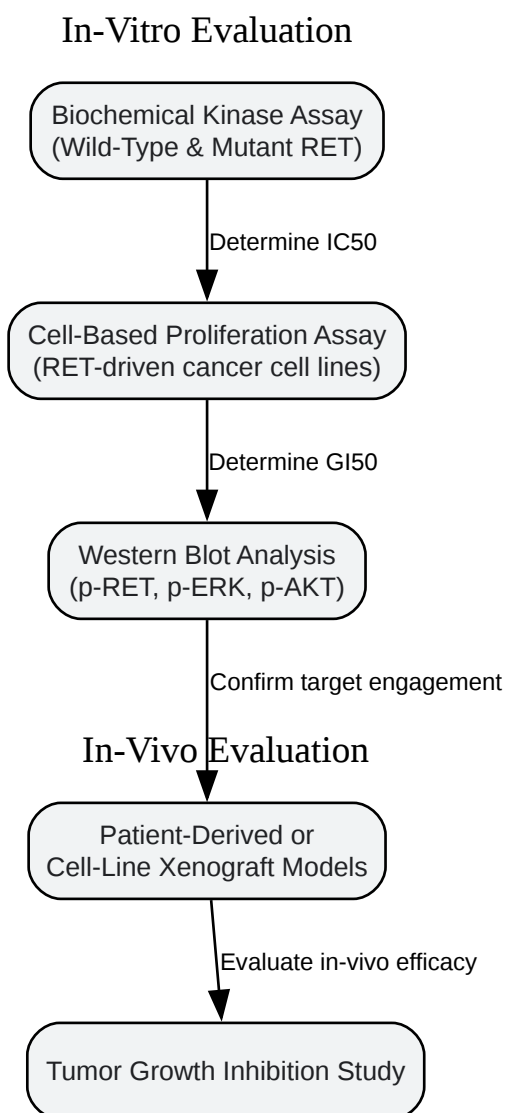 In-Vitro Evaluation
Biochemical Kinase Assay
(Wild-Type & Mutant RET)
Determine IC50
Cell-Based Proliferation Assay
(RET-driven cancer cell lines)
Determine GI50
Western Blot Analysis
(p-RET, p-ERK, p-AKT)
Confirm target engagement
In-Vivo Evaluation
Patient-Derived or
Cell-Line Xenograft Models
Evaluate in-vivo efficacy
Tumor Growth Inhibition Study